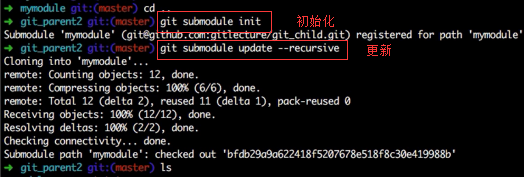 ➜ mymodule git:(master) cd ..
➜ git_parent2 git:(master) git submodule init 初始化
Submodule 'mymodule' (git@github.com:gitlecture/git_child.git) registered for path 'mymodule'
➜ git_parent2 git:(master) git submodule update --recursive 更新
Cloning into 'mymodule'...
remote: Counting objects: 12, done.
remote: Compressing objects: 100% (6/6), done.
remote: Total 12 (delta 2), reused 11 (delta 1), pack-reused 0
Receiving objects: 100% (12/12), done.
Resolving deltas: 100% (2/2), done.
Checking connectivity... done.
Submodule path 'mymodule': checked out 'bfdb29a9a622418f5207678e518f8c30e419988b'
➜ git_parent2 git:(master) ls